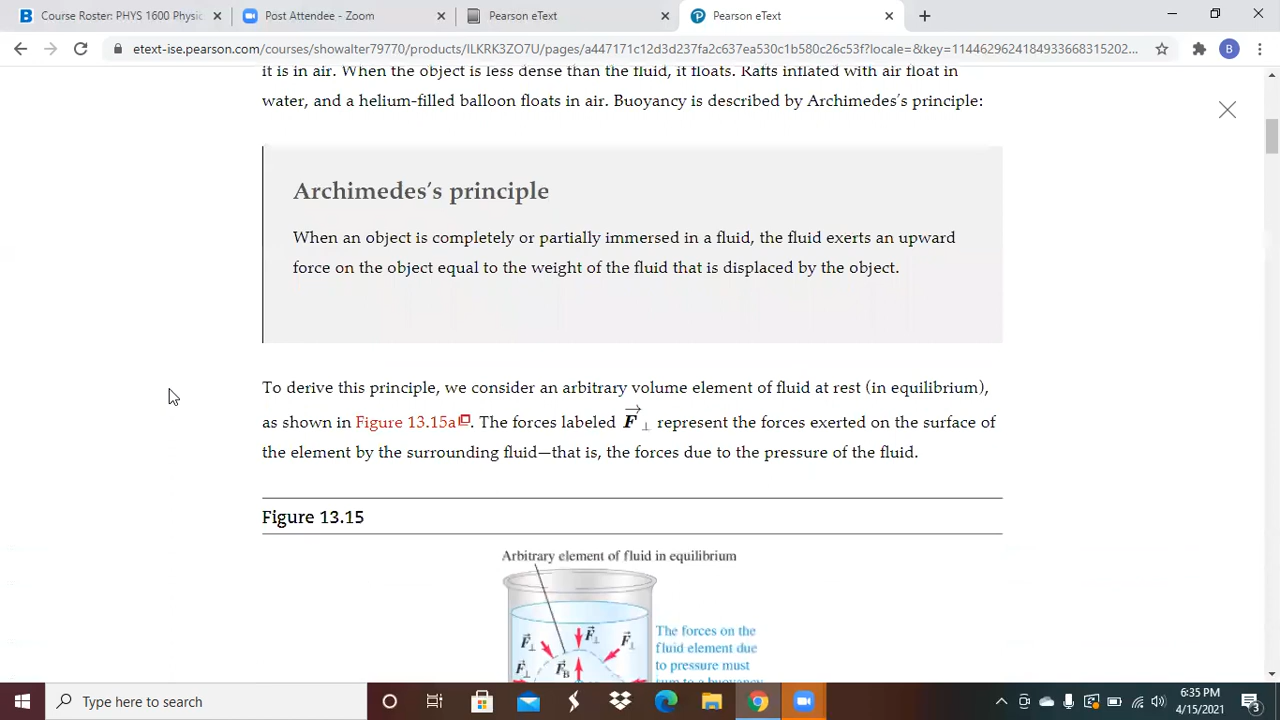 Course Roster: PHYS 1600 Physic
Post Attendee - Zoom
Pearson eText
Pearson eText
etext-ise.pearson.com/courses/showalter79770/products/ILKRK3ZO7U/pages/a447171c12d3d237fa2c637ea530c1b580c26c53f?locale=&key=1144629624184933668315202...
B
it is in air. When the object is less dense than the fluid, it floats. Rafts inflated with air float in
water, and a helium-filled balloon floats in air. Buoyancy is described by Archimedes's principle:
Archimedes's principle
When an object is completely or partially immersed in a fluid, the fluid exerts an upward
force on the object equal to the weight of the fluid that is displaced by the object.
To derive this principle, we consider an arbitrary volume element of fluid at rest (in equilibrium),
as shown in Figure 13.15a. The forces labeled F⃗⊥ represent the forces exerted on the surface of
the element by the surrounding fluid—that is, the forces due to the pressure of the fluid.
Figure 13.15
Arbitrary element of fluid in equilibrium
The forces on the
fluid element due
to pressure must
F⃗⊥ F⃗⊥ F⃗⊥
F⃗⊥ F⃗B
Type here to search
6:35 PM
4/15/2021
3